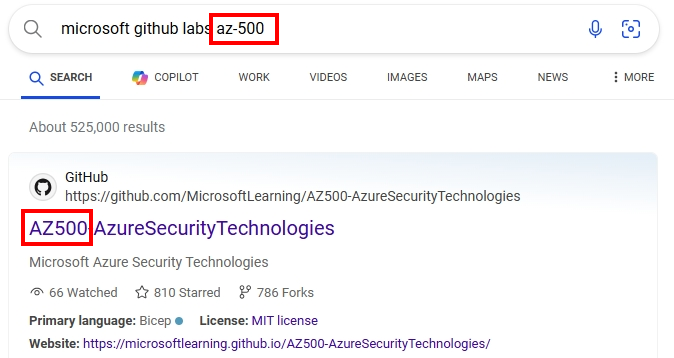 microsoft github labs az-500
SEARCH COPILOT WORK VIDEOS IMAGES MAPS NEWS MORE
About 525,000 results
GitHub
https://github.com/MicrosoftLearning/AZ500-AzureSecurityTechnologies
AZ500-AzureSecurityTechnologies
Microsoft Azure Security Technologies
66 Watched 810 Starred 786 Forks
Primary language: Bicep License: MIT license
Website: https://microsoftlearning.github.io/AZ500-AzureSecurityTechnologies/